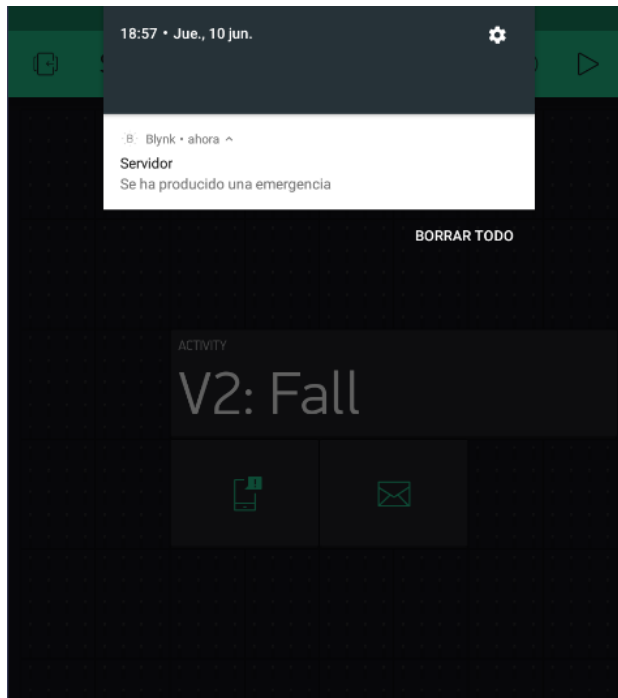 18:57 • Jue., 10 jun.
B Blynk • ahora
Servidor
Se ha producido una emergencia
BORRAR TODO
ACTIVITY
V2: Fall